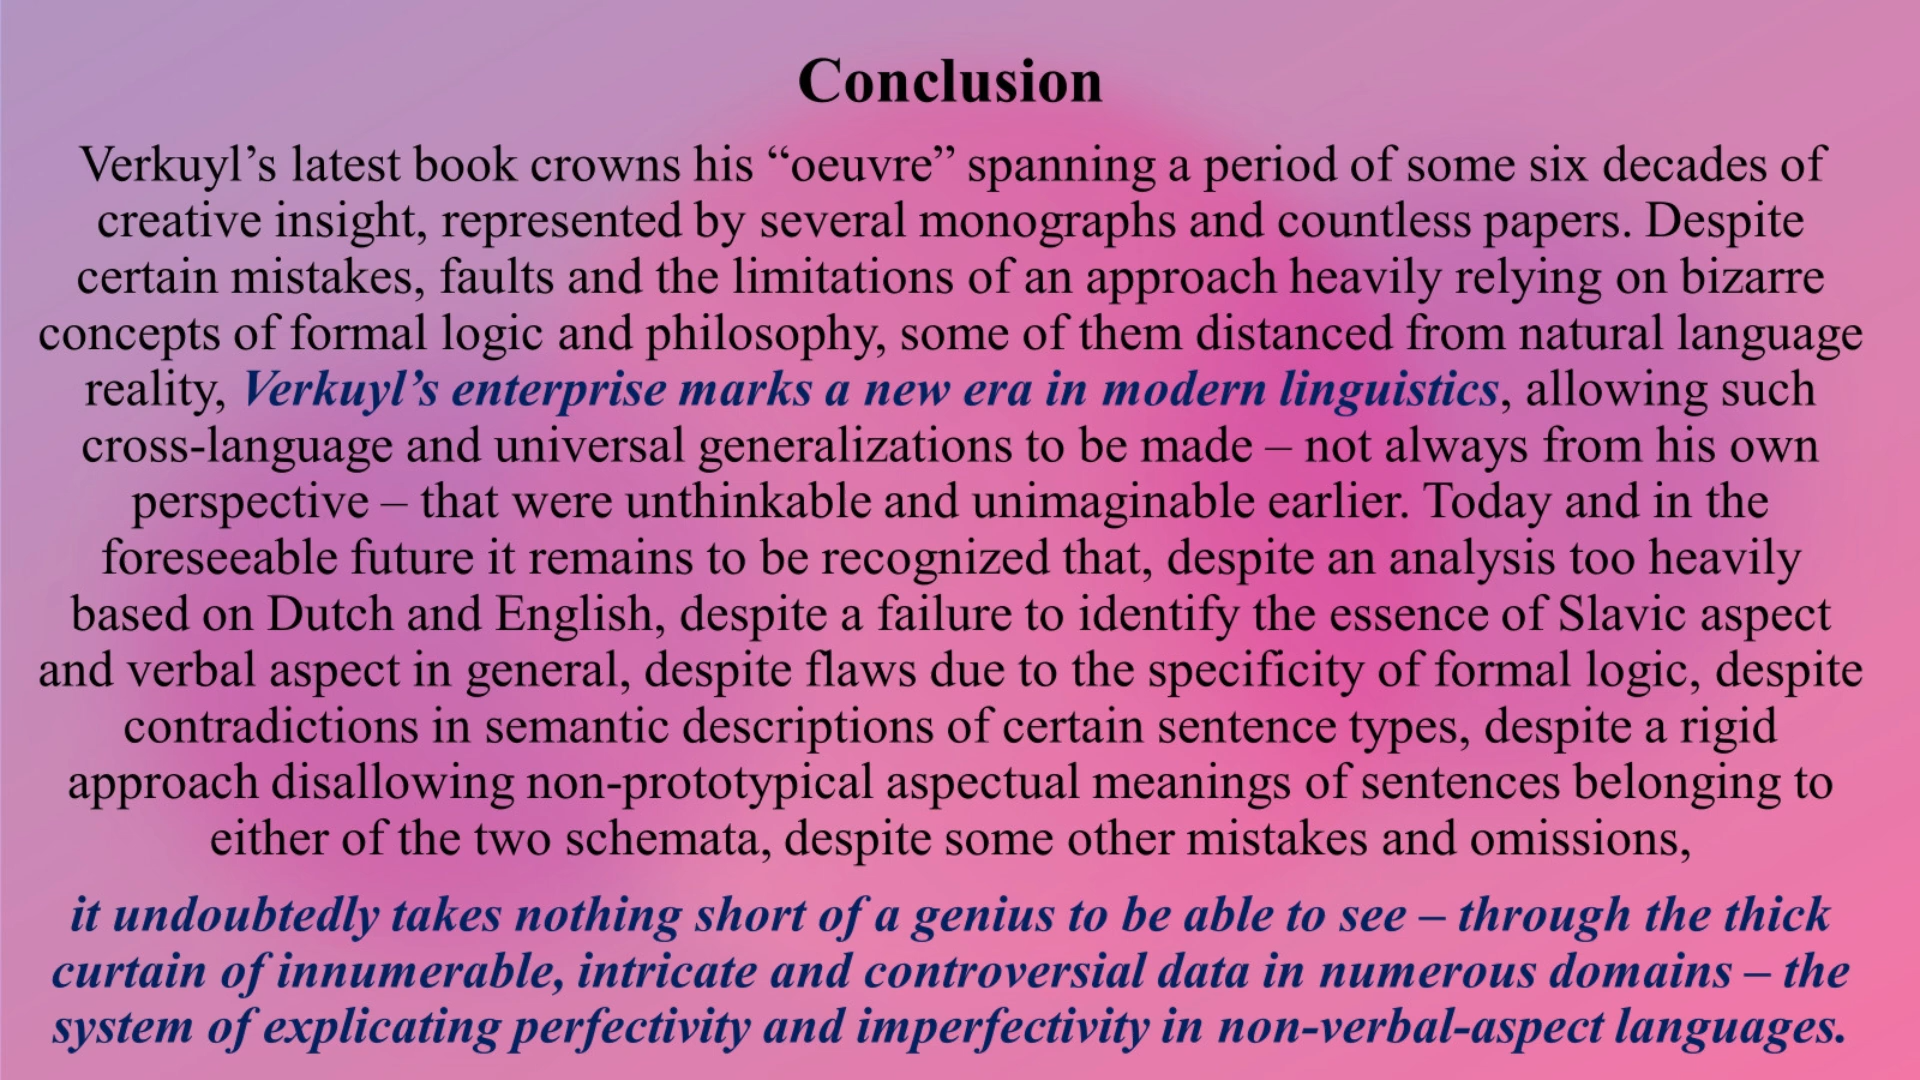 Conclusion
Verkuyl’s latest book crowns his “oeuvre” spanning a period of some six decades of
creative insight, represented by several monographs and countless papers. Despite
certain mistakes, faults and the limitations of an approach heavily relying on bizarre
concepts of formal logic and philosophy, some of them distanced from natural language
reality, Verkuyl’s enterprise marks a new era in modern linguistics, allowing such
cross-language and universal generalizations to be made – not always from his own
perspective – that were unthinkable and unimaginable earlier. Today and in the
foreseeable future it remains to be recognized that, despite an analysis too heavily
based on Dutch and English, despite a failure to identify the essence of Slavic aspect
and verbal aspect in general, despite flaws due to the specificity of formal logic, despite
contradictions in semantic descriptions of certain sentence types, despite a rigid
approach disallowing non-prototypical aspectual meanings of sentences belonging to
either of the two schemata, despite some other mistakes and omissions,
it undoubtedly takes nothing short of a genius to be able to see – through the thick
curtain of innumerable, intricate and controversial data in numerous domains – the
system of explicating perfectivity and imperfectivity in non-verbal-aspect languages.